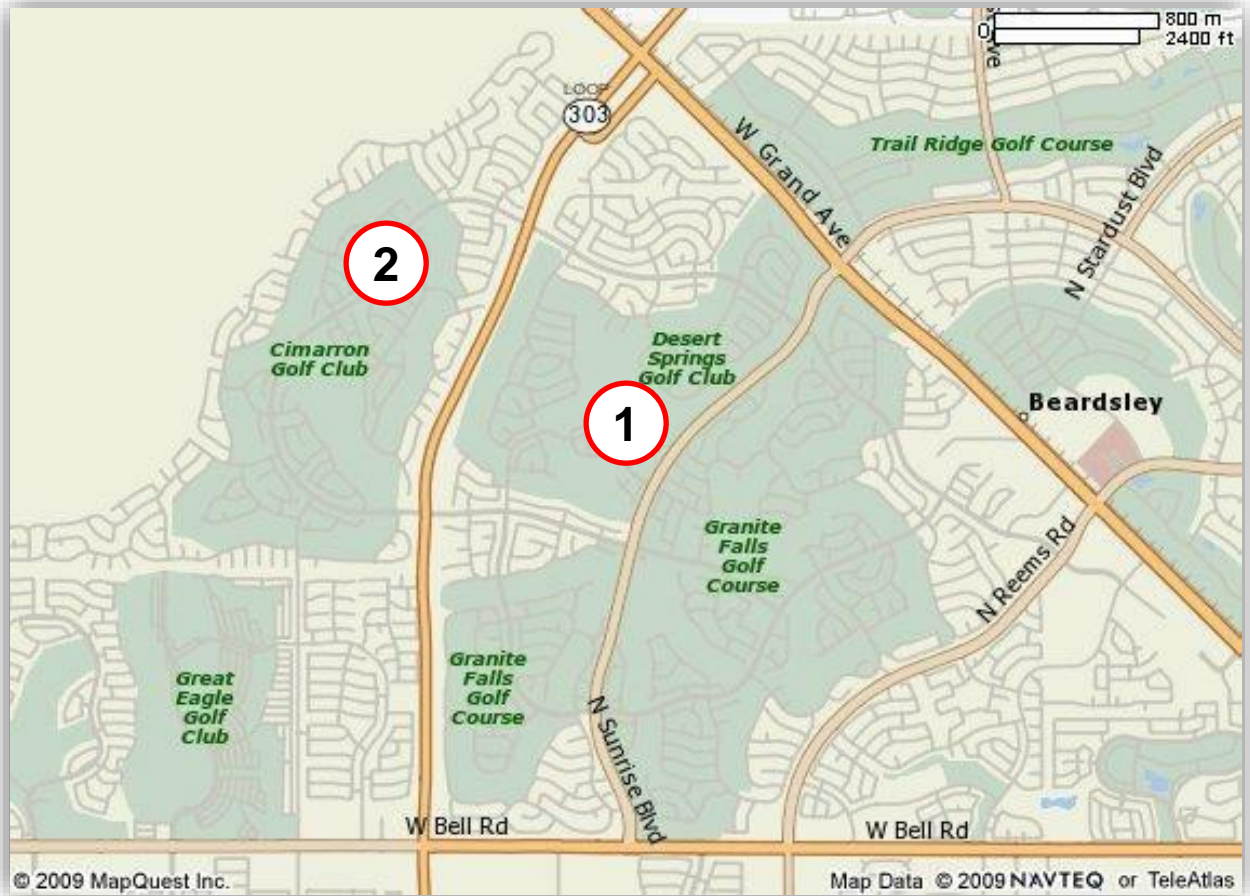 800 m
0
2400 ft
LOOP
303
W Grand Ave
Trail Ridge Golf Course
N Stardust Blvd
2
Cimarron
Golf Club
Desert
Springs
Golf Club
1
Beardsley
Granite
Falls
Golf
Course
N Reems Rd
Granite
Falls
Golf
Course
Great
Eagle
Golf
Club
N Sunrise Blvd
W Bell Rd
W Bell Rd
© 2009 MapQuest Inc.
Map Data © 2009 NAVTEQ or TeleAtlas